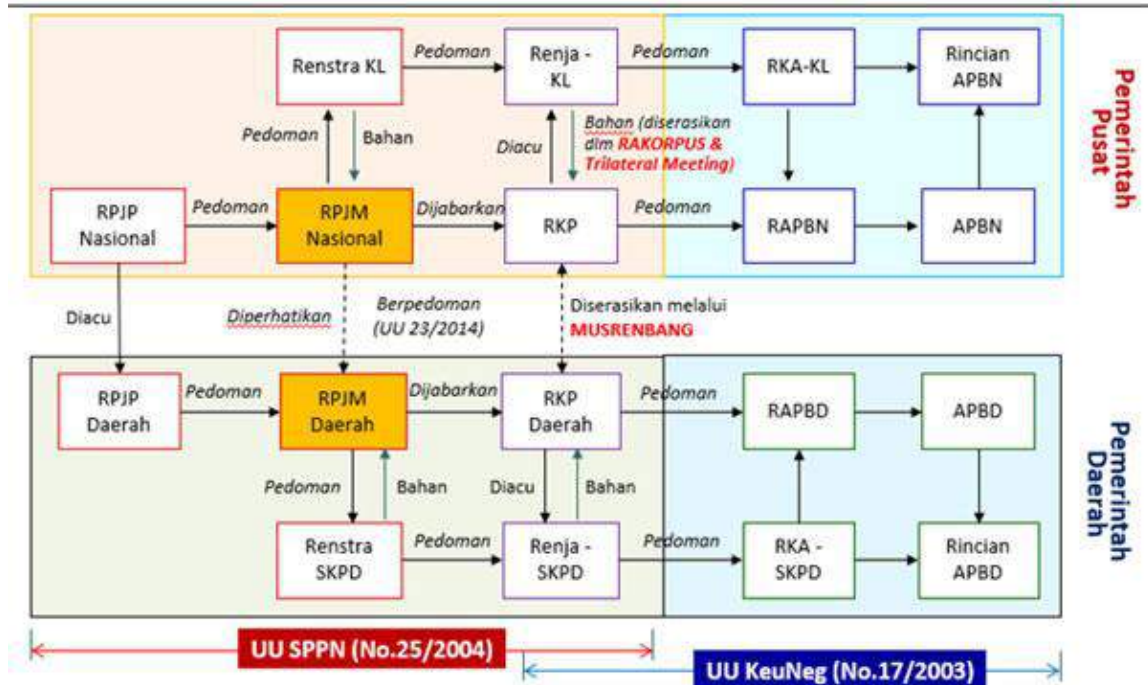 Renstra KL
Pedoman
Renja -
KL
Pedoman
RKA-KL
Rincian
APBN
Pedoman
Bahan
Diacu
Bahan (diserasikan
dlm RAKORPUS &
Trilateral Meeting)
RPJP
Nasional
Pedoman
RPJM
Nasional
Dijabarkan
RKP
Pedoman
RAPBN
APBN
Pemerintah
Pusat
Diacu
Diperhatikan
Berpedoman
(UU 23/2014)
Diserasikan melalui
MUSRENBANG
RPJP
Daerah
Pedoman
RPJM
Daerah
Dijabarkan
RKP
Daerah
Pedoman
RAPBD
APBD
Pedoman
Bahan
Diacu
Bahan
Renstra
SKPD
Pedoman
Renja -
SKPD
Pedoman
RKA -
SKPD
Rincian
APBD
Pemerintah
Daerah
UU SPPN (No.25/2004)
UU KeuNeg (No.17/2003)